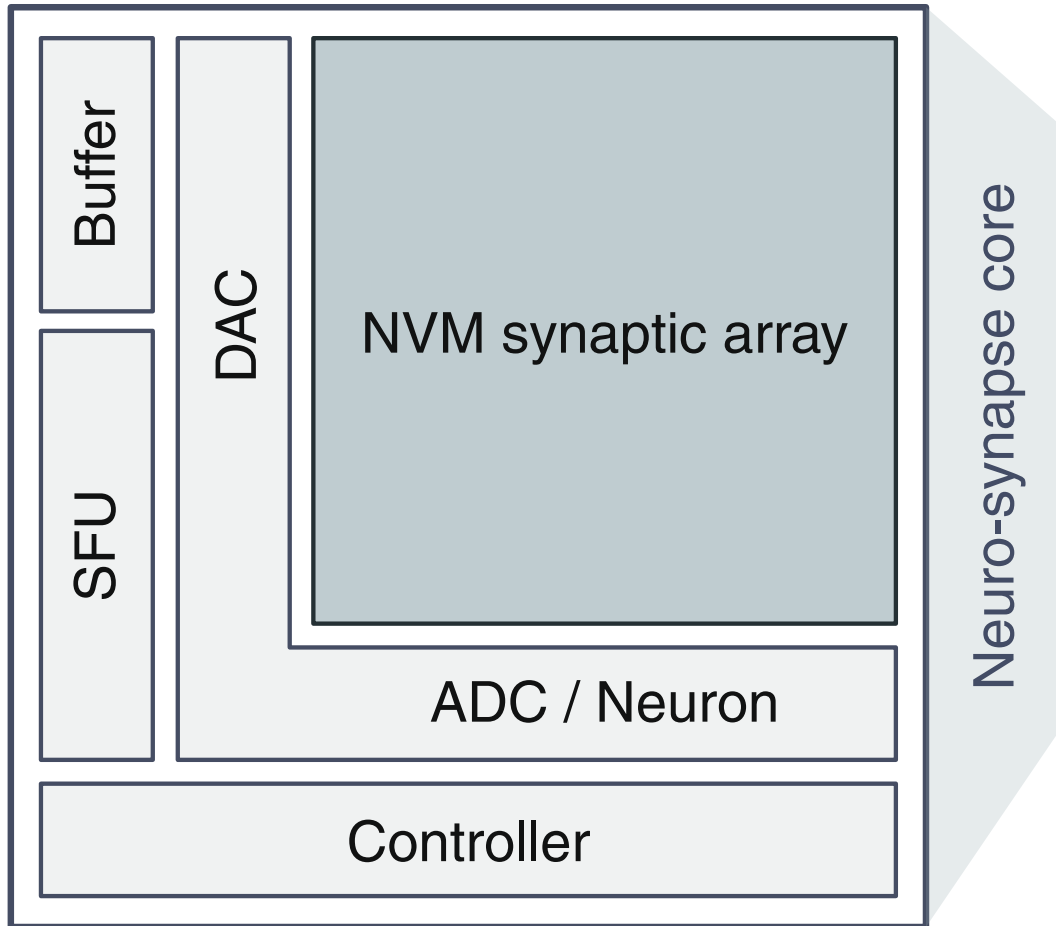 Buffer
DAC
NVM synaptic array
SFU
ADC / Neuron
Controller
Neuro-synapse core